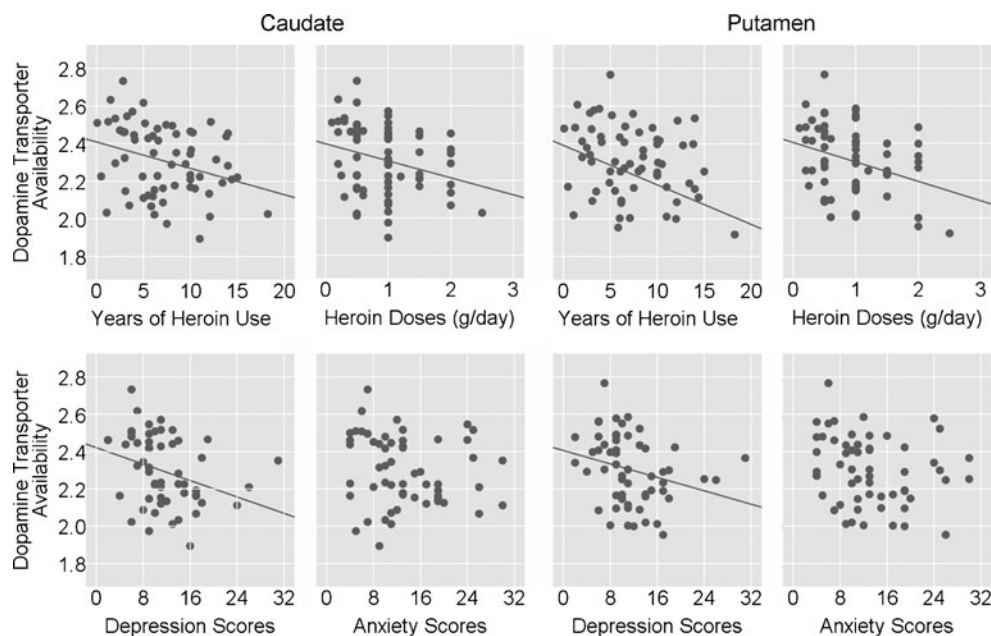 Caudate
Putamen
Dopamine Transporter
Availability
2.8
2.6
2.4
2.2
2.0
1.8
0 5 10 15 20
0 1 2 3
0 5 10 15 20
0 1 2 3
Years of Heroin Use
Heroin Doses (g/day)
Years of Heroin Use
Heroin Doses (g/day)
Dopamine Transporter
Availability
2.8
2.6
2.4
2.2
2.0
1.8
0 8 16 24 32
0 8 16 24 32
0 8 16 24 32
0 8 16 24 32
Depression Scores
Anxiety Scores
Depression Scores
Anxiety Scores